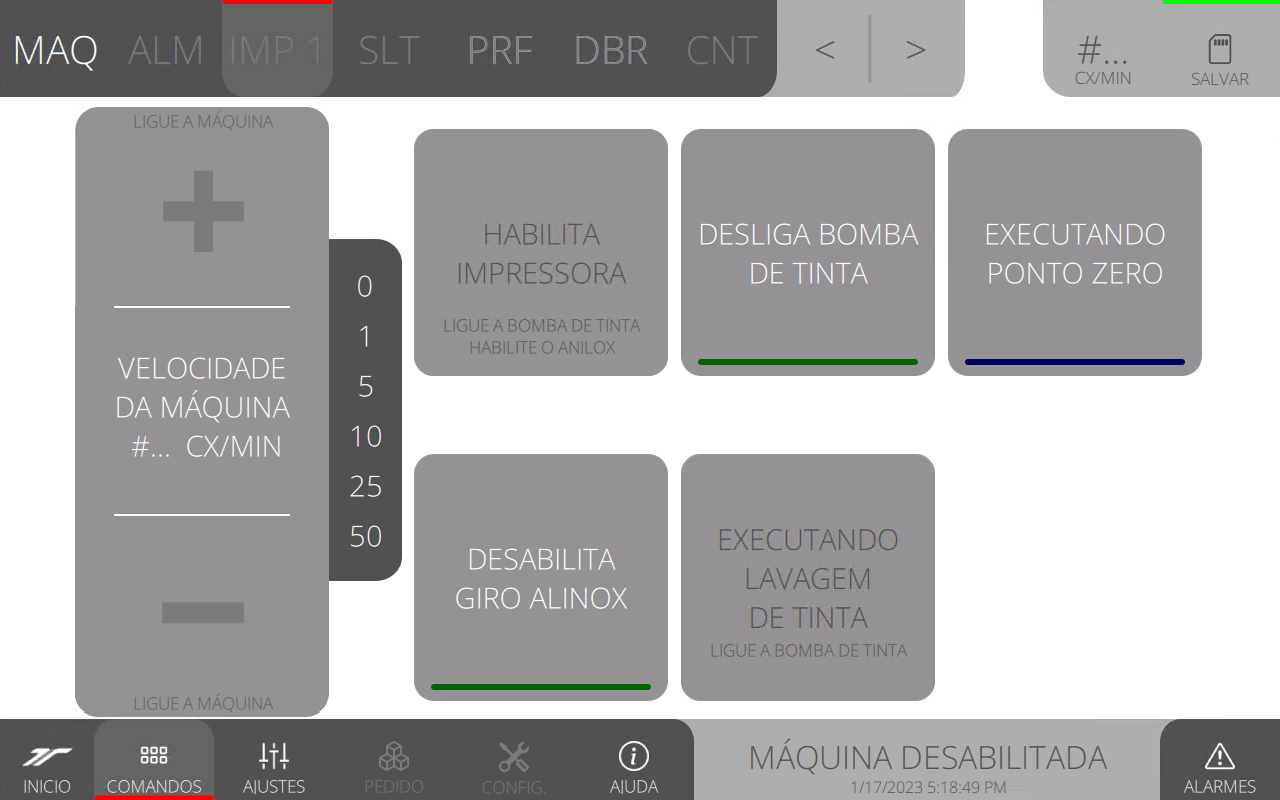 MAQ ALM IMP 1 SLT PRF DBR CNT < > #... CX/MIN SALVAR
LIGUE A MÁQUINA
+
VELOCIDADE
DA MÁQUINA
#... CX/MIN
−
LIGUE A MÁQUINA
0
1
5
10
25
50
HABILITA
IMPRESSORA
LIGUE A BOMBA DE TINTA
HABILITE O ANILOX
DESLIGA BOMBA
DE TINTA
EXECUTANDO
PONTO ZERO
DESABILITA
GIRO ALINOX
EXECUTANDO
LAVAGEM
DE TINTA
LIGUE A BOMBA DE TINTA
INICIO COMANDOS AJUSTES PEDIDO CONFIG. AJUDA
MÁQUINA DESABILITADA
1/17/2023 5:18:49 PM
ALARMES